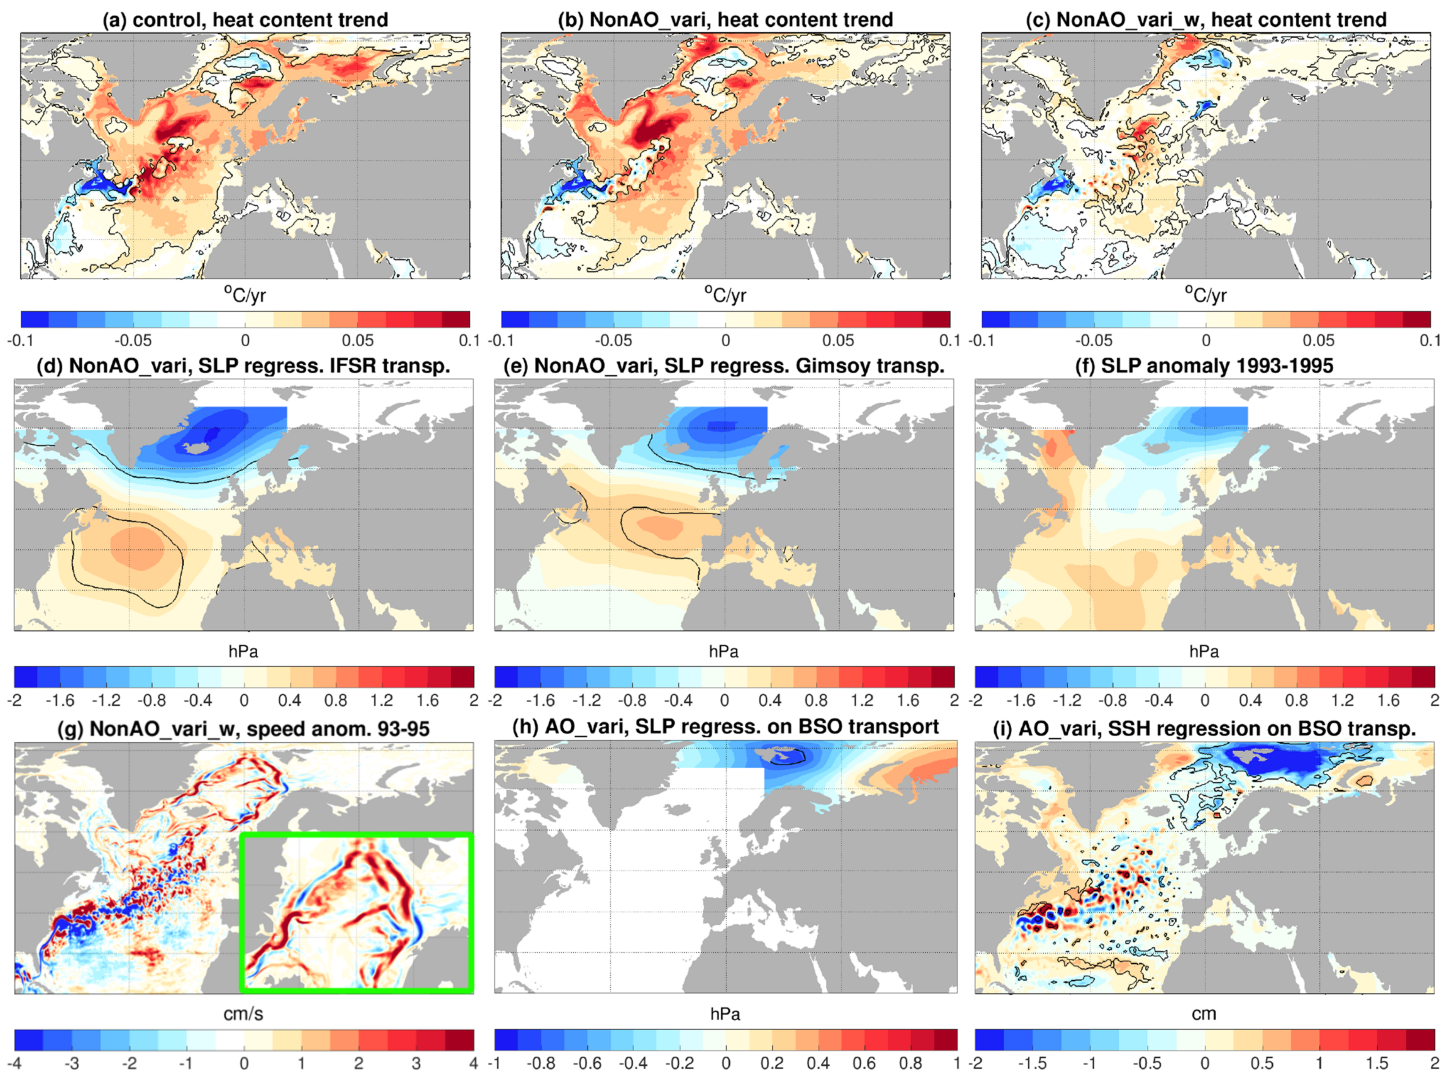 (a) control, heat content trend
(b) NonAO_vari, heat content trend
(c) NonAO_vari_w, heat content trend
°C/yr
°C/yr
°C/yr
-0.1 -0.05 0 0.05 0.1
-0.1 -0.05 0 0.05 0.1
-0.1 -0.05 0 0.05 0.1
(d) NonAO_vari, SLP regress. IFSR transp.
(e) NonAO_vari, SLP regress. Gimsoy transp.
(f) SLP anomaly 1993-1995
hPa
hPa
hPa
-2 -1.6 -1.2 -0.8 -0.4 0 0.4 0.8 1.2 1.6 2
-2 -1.6 -1.2 -0.8 -0.4 0 0.4 0.8 1.2 1.6 2
-2 -1.6 -1.2 -0.8 -0.4 0 0.4 0.8 1.2 1.6 2
(g) NonAO_vari_w, speed anom. 93-95
(h) AO_vari, SLP regress. on BSO transport
(i) AO_vari, SSH regression on BSO transp.
cm/s
hPa
cm
-4 -3 -2 -1 0 1 2 3 4
-1 -0.8 -0.6 -0.4 -0.2 0 0.2 0.4 0.6 0.8 1
-2 -1.5 -1 -0.5 0 0.5 1 1.5 2